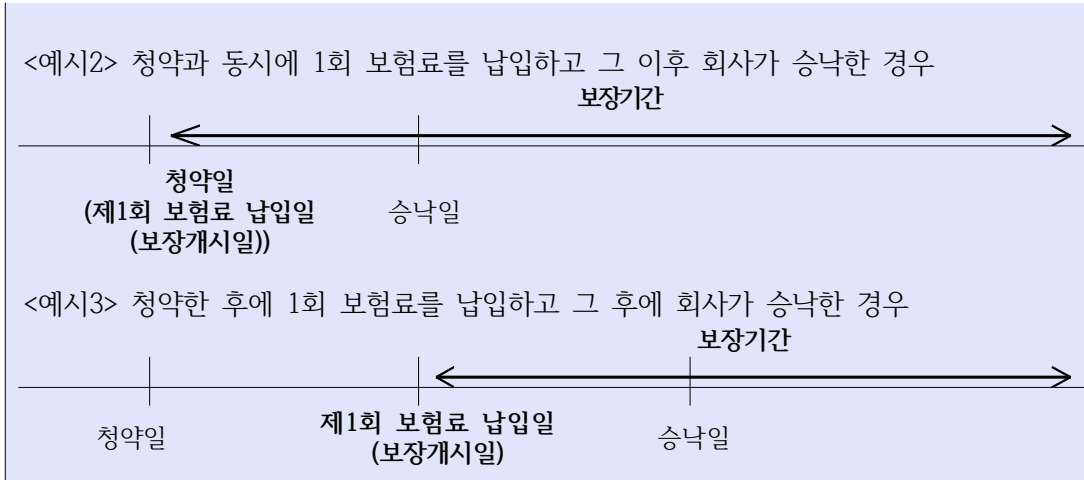 <예시2> 청약과 동시에 1회 보험료를 납입하고 그 이후 회사가 승낙한 경우
보장기간
청약일
(제1회 보험료 납입일
(보장개시일))
승낙일
<예시3> 청약한 후에 1회 보험료를 납입하고 그 후에 회사가 승낙한 경우
보장기간
청약일
제1회 보험료 납입일
(보장개시일)
승낙일